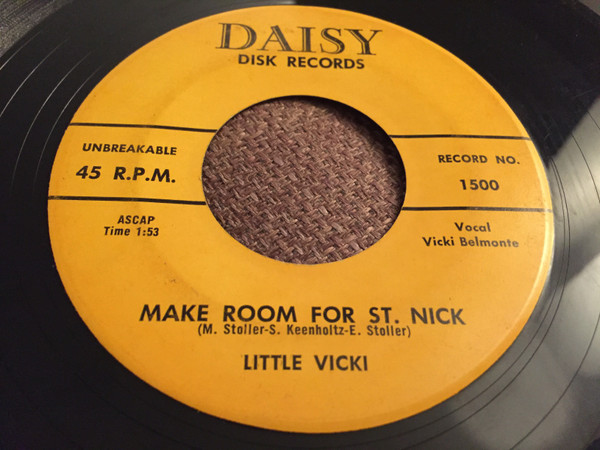 DAISY
DISK RECORDS
UNBREAKABLE
45 R.P.M.
RECORD NO.
1500
ASCAP
Time 1:53
Vocal
Vicki Belmonte
MAKE ROOM FOR ST. NICK
(M. Stoller-S. Keenholtz-E. Stoller)
LITTLE VICKI